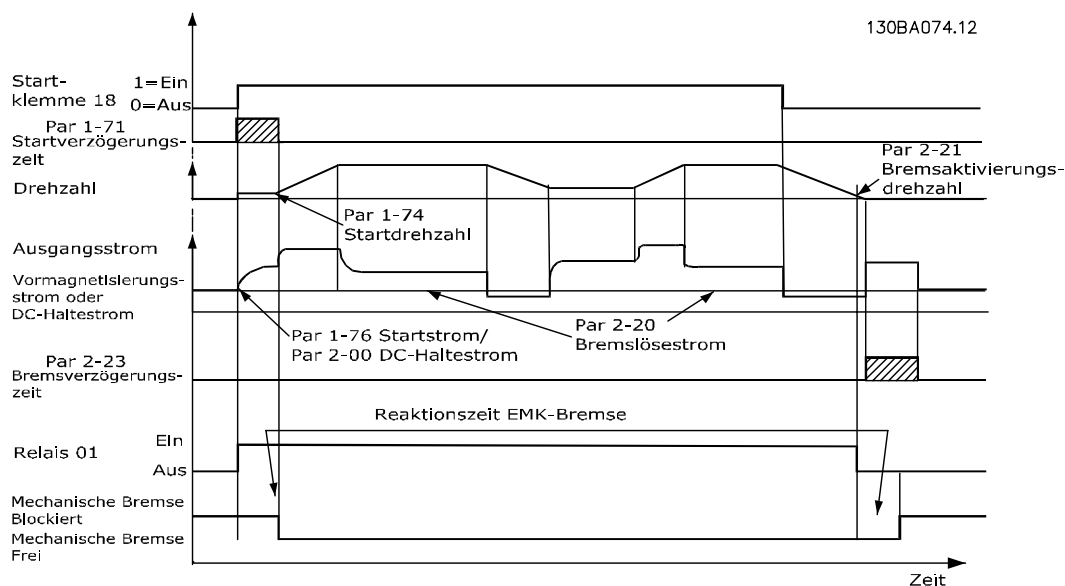 130BA074.12
Start-
klemme 18
1=Ein
0=Aus
Par 1-71
Startverzögerungs-
zeit
Drehzahl
Par 2-21
Bremsaktivierungs-
drehzahl
Par 1-74
Startdrehzahl
Ausgangsstrom
Vormagnetisierungs-
strom oder
DC-Haltestrom
Par 1-76 Startstrom/
Par 2-00 DC-Haltestrom
Par 2-20
Bremslösestrom
Par 2-23
Bremsverzögerungs-
zeit
Reaktionszeit EMK-Bremse
Relais 01
Ein
Aus
Mechanische Bremse
Blockiert
Mechanische Bremse
Frei
Zeit